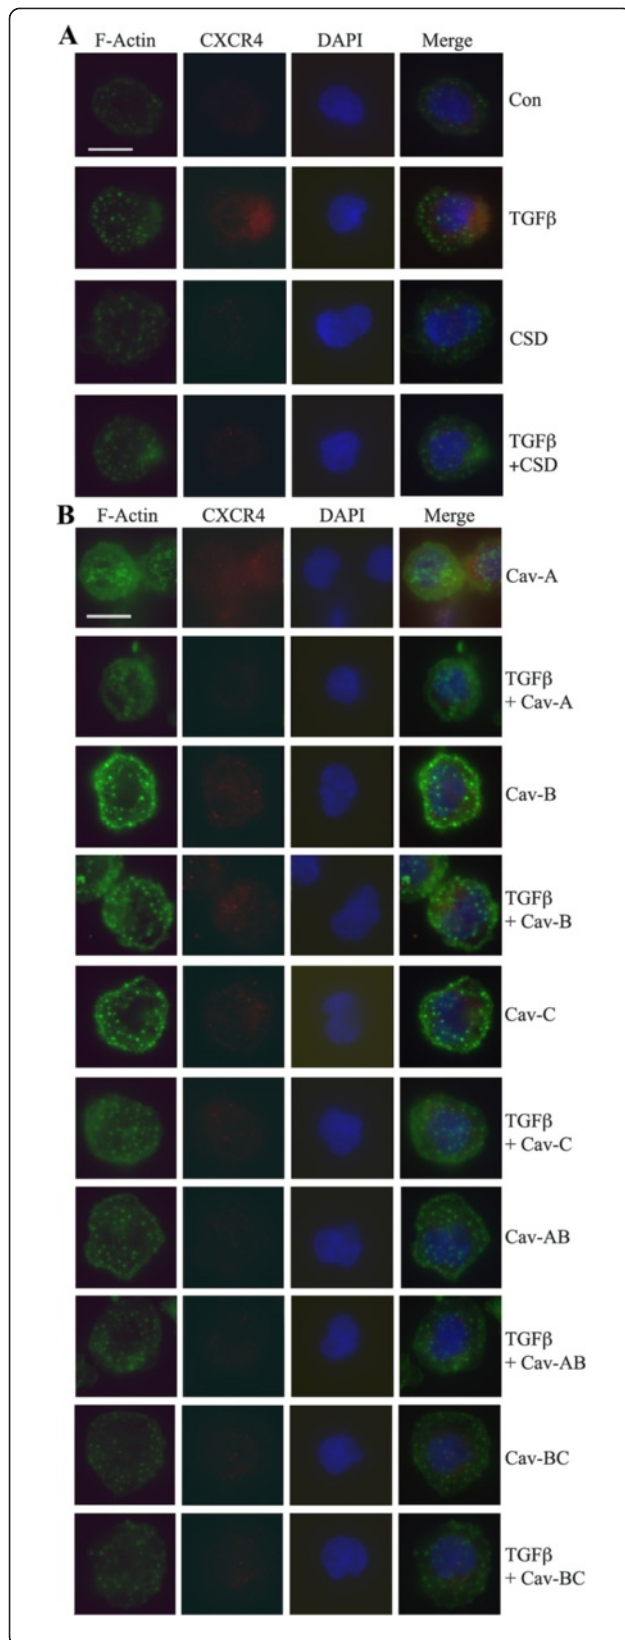 A
F-Actin CXCR4 DAPI Merge
Con
TGFβ
CSD
TGFβ
+CSD
B
F-Actin CXCR4 DAPI Merge
Cav-A
TGFβ
+ Cav-A
Cav-B
TGFβ
+ Cav-B
Cav-C
TGFβ
+ Cav-C
Cav-AB
TGFβ
+ Cav-AB
Cav-BC
TGFβ
+ Cav-BC